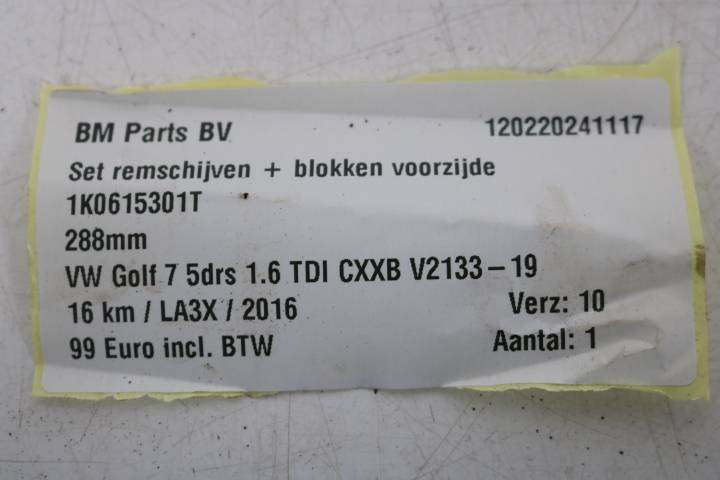 BM Parts BV 120220241117
Set remschijven + blokken voorzijde
1K0615301T
288mm
VW Golf 7 5drs 1.6 TDI CXXB V2133-19
16 km / LA3X / 2016 Verz: 10
99 Euro incl. BTW Aantal: 1